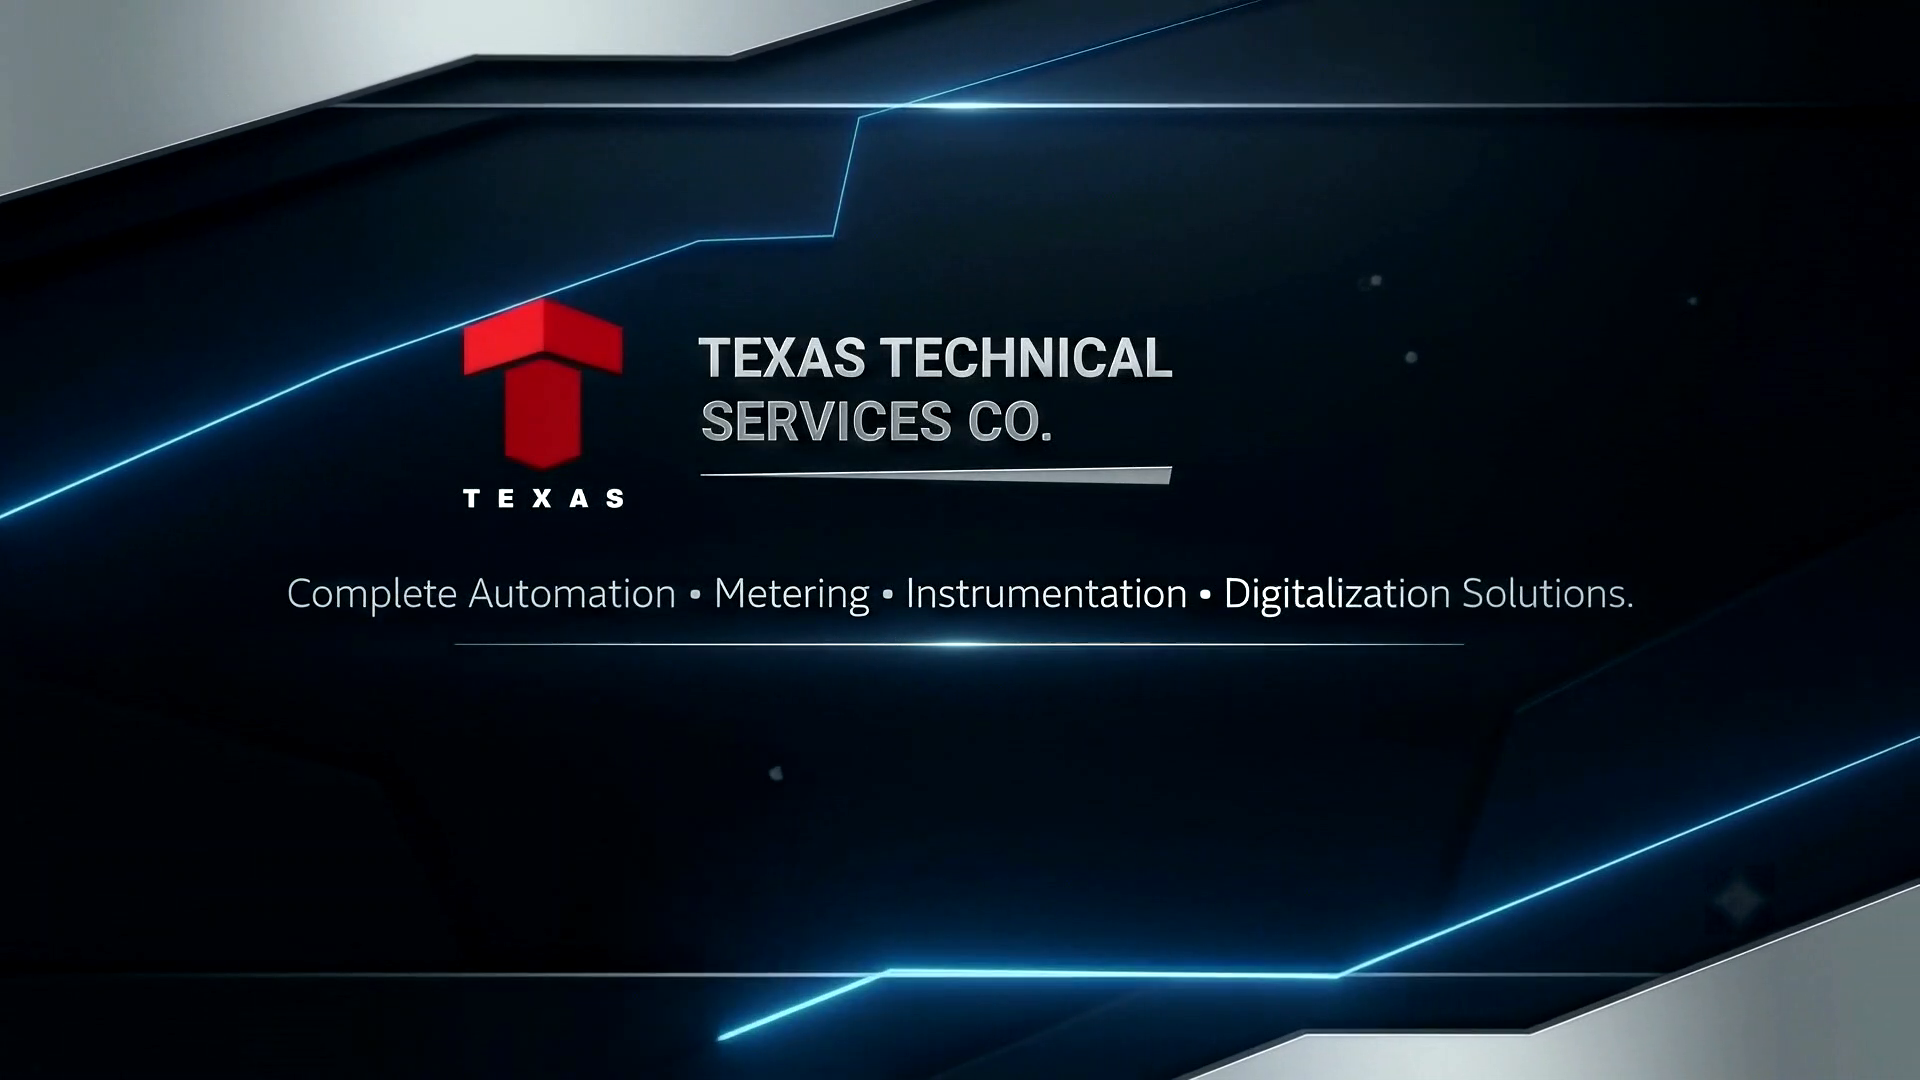 TEXAS
TEXAS TECHNICAL
SERVICES CO.
Complete Automation • Metering • Instrumentation • Digitalization Solutions.